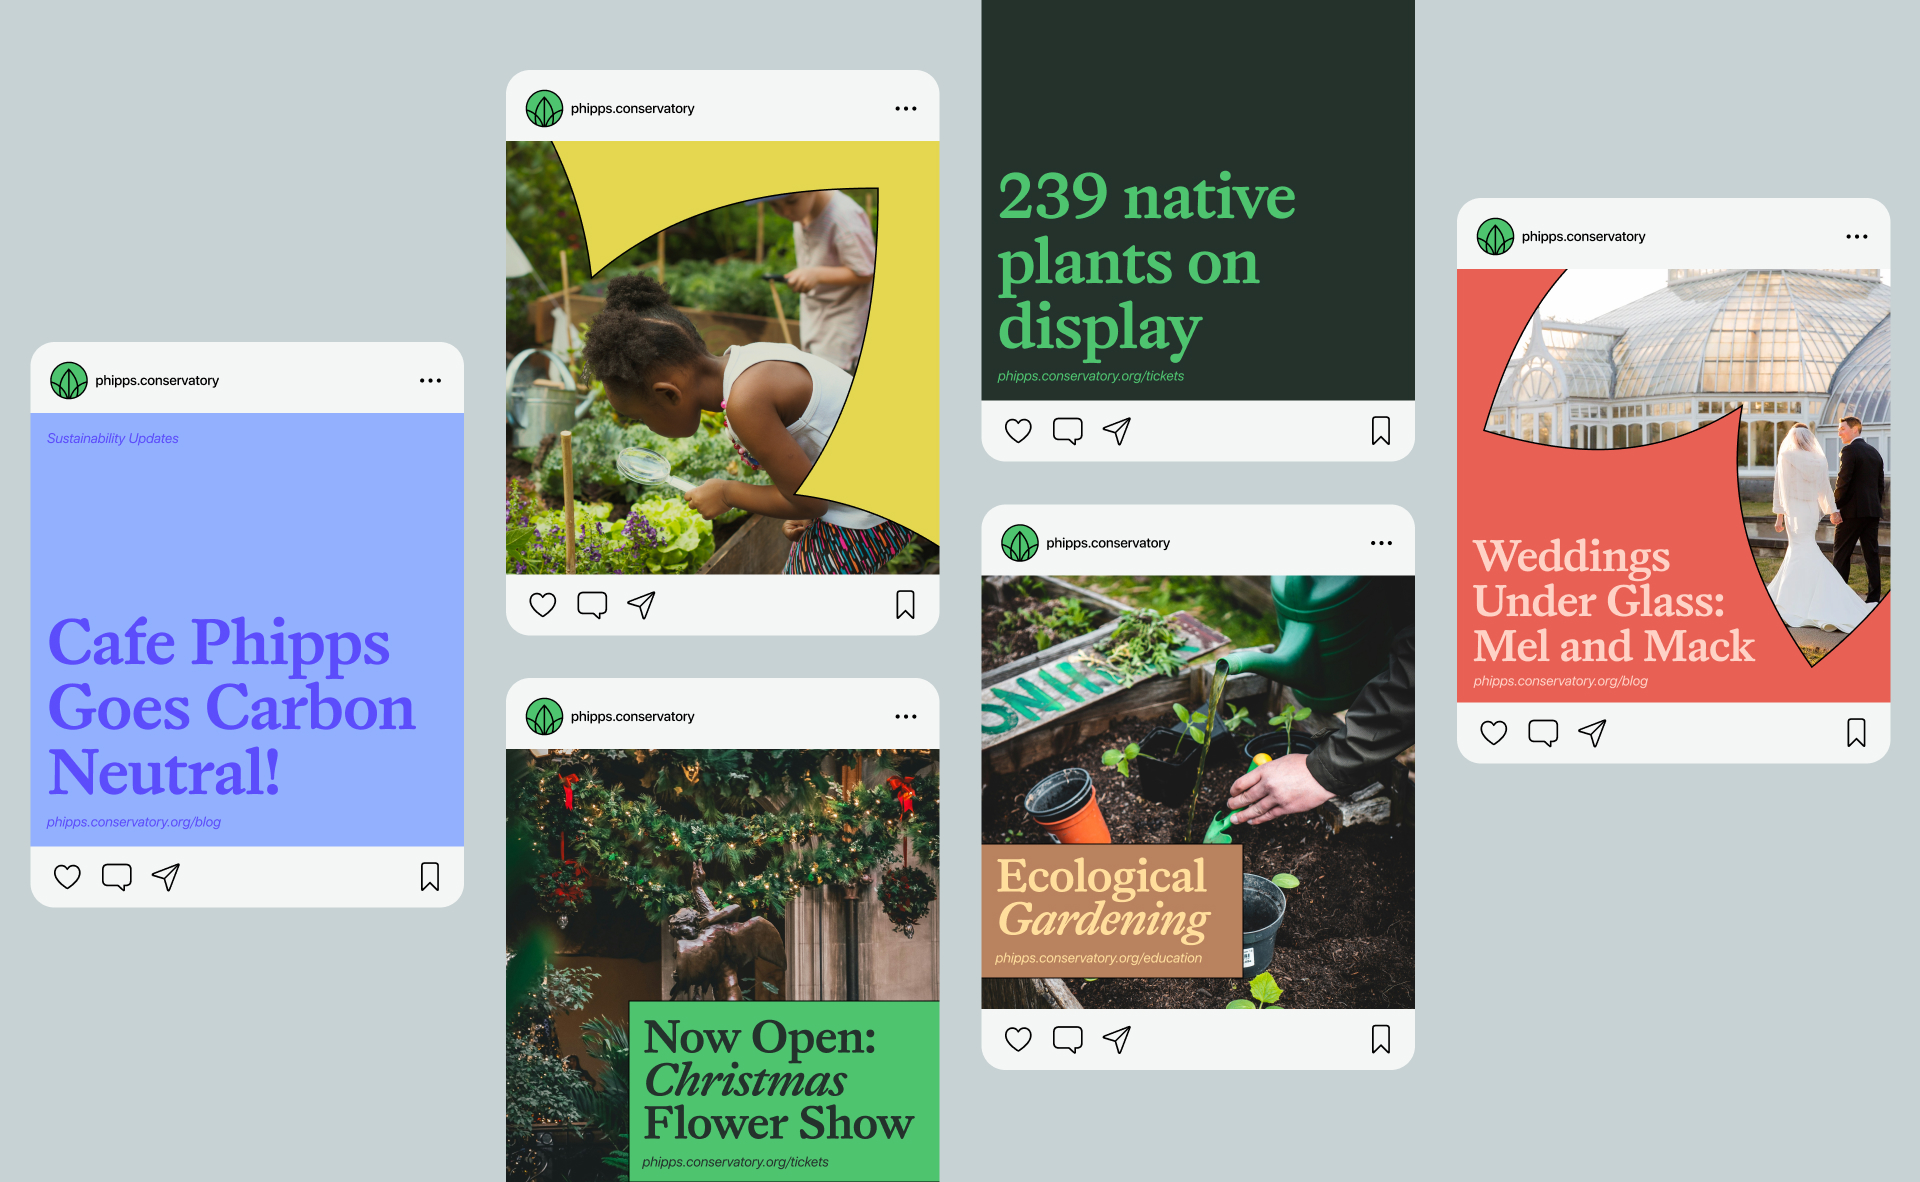 phipps.conservatory
Sustainability Updates
Cafe Phipps
Goes Carbon
Neutral!
phipps.conservatory.org/blog
phipps.conservatory
phipps.conservatory
Now Open:
Christmas
Flower Show
phipps.conservatory.org/tickets
239 native
plants on
display
phipps.conservatory.org/tickets
phipps.conservatory
Ecological
Gardening
phipps.conservatory.org/education
phipps.conservatory
Weddings
Under Glass:
Mel and Mack
phipps.conservatory.org/blog